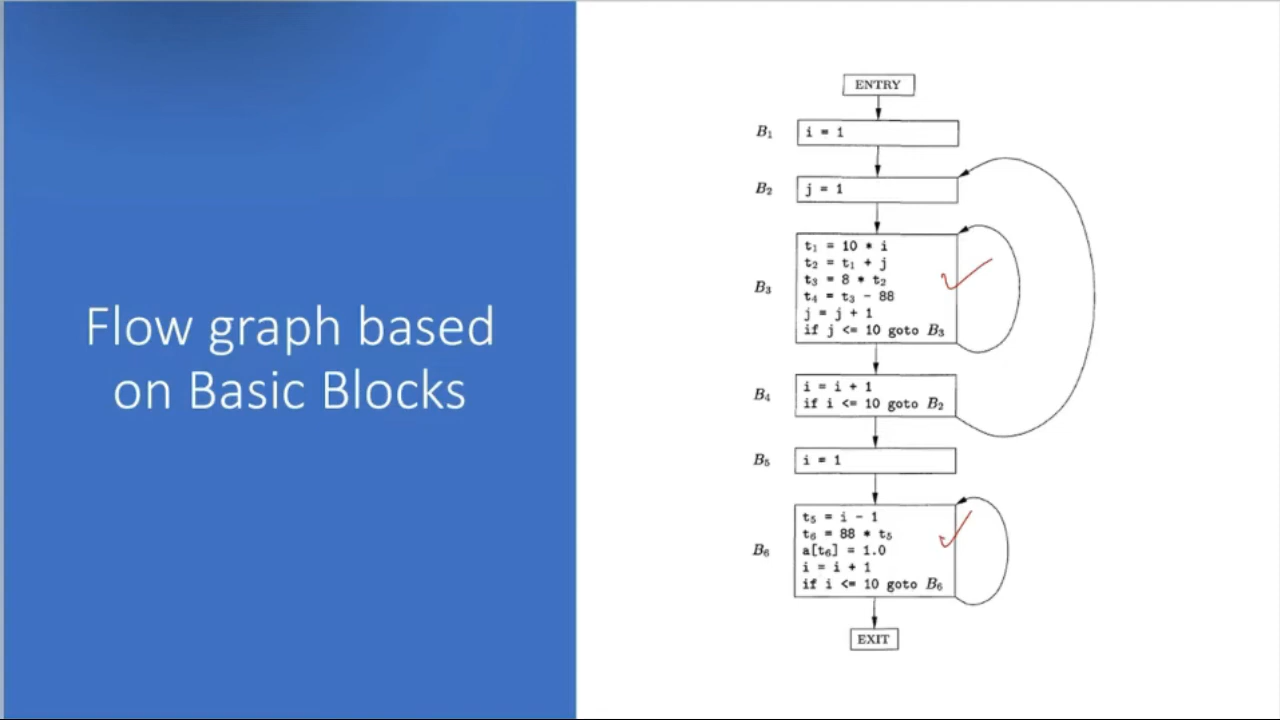 Flow graph based
on Basic Blocks
ENTRY
B₁
i = 1
B₂
j = 1
B₃
t₁ = 10 * i
t₂ = t₁ + j
t₃ = 8 * t₂
t₄ = t₃ - 88
j = j + 1
if j <= 10 goto B₃
B₄
i = i + 1
if i <= 10 goto B₂
B₅
i = 1
B₆
t₅ = i - 1
t₆ = 88 * t₅
a[t₆] = 1.0
i = i + 1
if i <= 10 goto B₆
EXIT